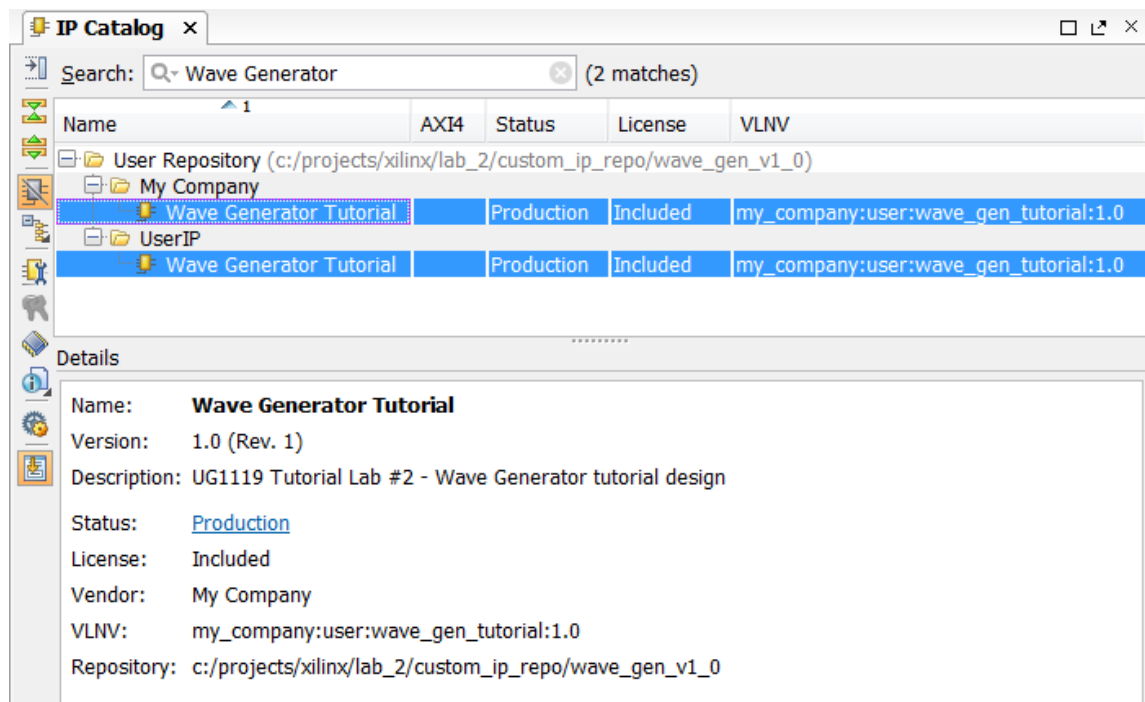 IP Catalog
Search: Wave Generator (2 matches)
1
Name AXI4 Status License VLNV
User Repository (c:/projects/xilinx/lab_2/custom_ip_repo/wave_gen_v1_0)
My Company
Wave Generator Tutorial Production Included my_company:user:wave_gen_tutorial:1.0
UserIP
Wave Generator Tutorial Production Included my_company:user:wave_gen_tutorial:1.0
Details
Name: Wave Generator Tutorial
Version: 1.0 (Rev. 1)
Description: UG1119 Tutorial Lab #2 - Wave Generator tutorial design
Status: Production
License: Included
Vendor: My Company
VLNV: my_company:user:wave_gen_tutorial:1.0
Repository: c:/projects/xilinx/lab_2/custom_ip_repo/wave_gen_v1_0